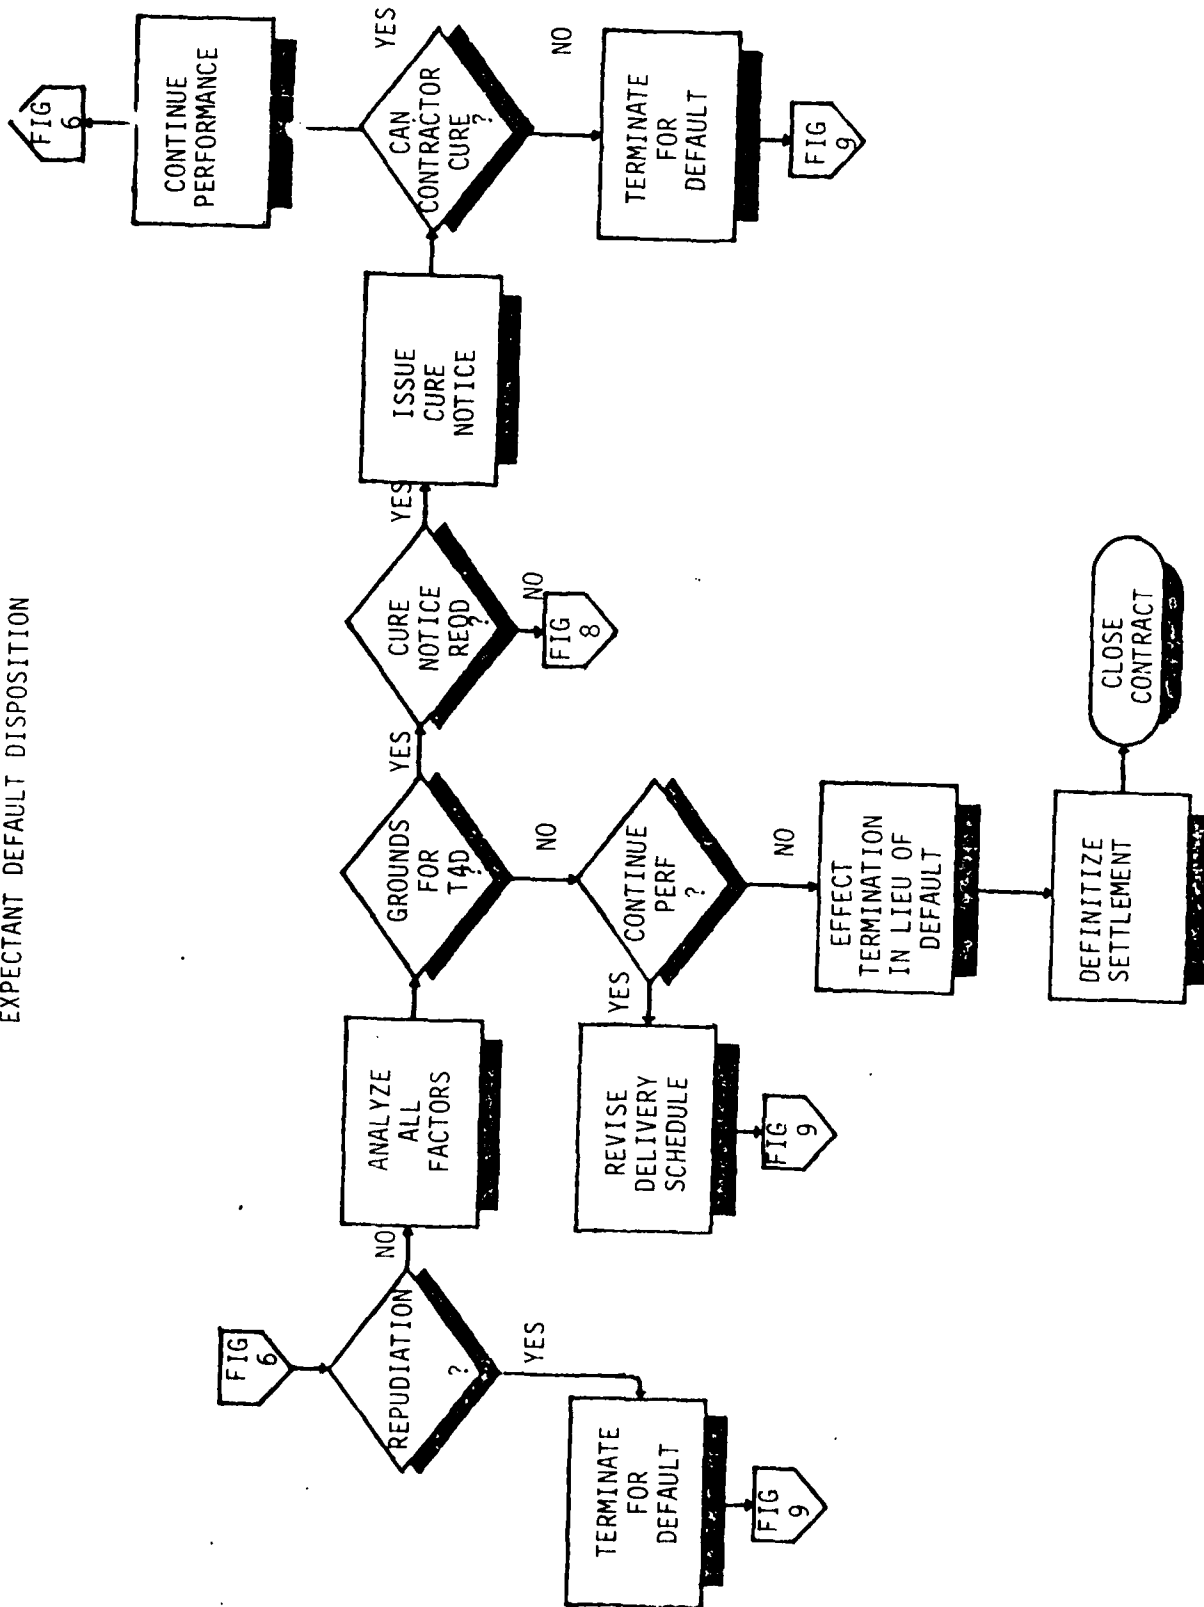 EXPECTANT DEFAULT DISPOSITION
FIG
6
REPUDIATION
?
YES
TERMINATE
FOR
DEFAULT
FIG
9
NO
ANALYZE
ALL
FACTORS
GROUNDS
FOR
T4D
?
NO
CONTINUE
PERF
?
YES
REVISE
DELIVERY
SCHEDULE
FIG
9
NO
EFFECT
TERMINATION
IN LIEU OF
DEFAULT
DEFINITIZE
SETTLEMENT
CLOSE
CONTRACT
YES
CURE
NOTICE
REQD
?
NO
FIG
8
YES
ISSUE
CURE
NOTICE
CAN
CONTRACTOR
CURE
?
YES
CONTINUE
PERFORMANCE
FIG
6
NO
TERMINATE
FOR
DEFAULT
FIG
9